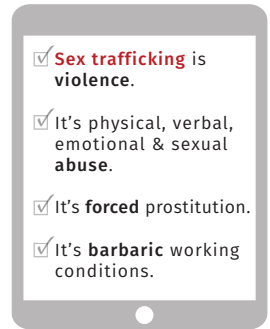 Sex trafficking is
violence.
It's physical, verbal,
emotional & sexual
abuse.
It's forced prostitution.
It's barbaric working
conditions.